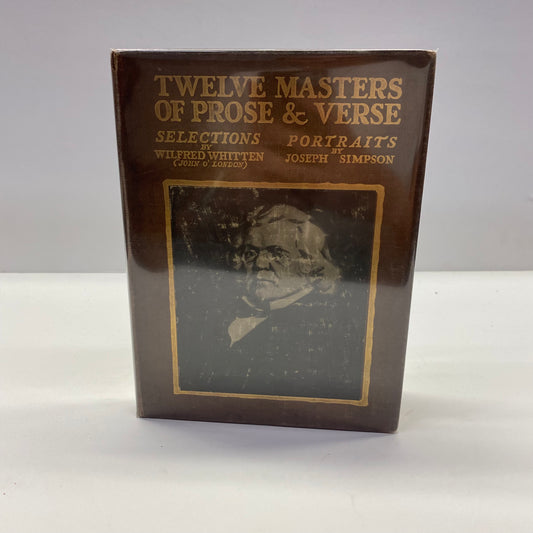 TWELVE MASTERS
OF PROSE & VERSE
SELECTIONS
BY
WILFRED WHITTEN
(JOHN O' LONDON)
PORTRAITS
BY
JOSEPH SIMPSON